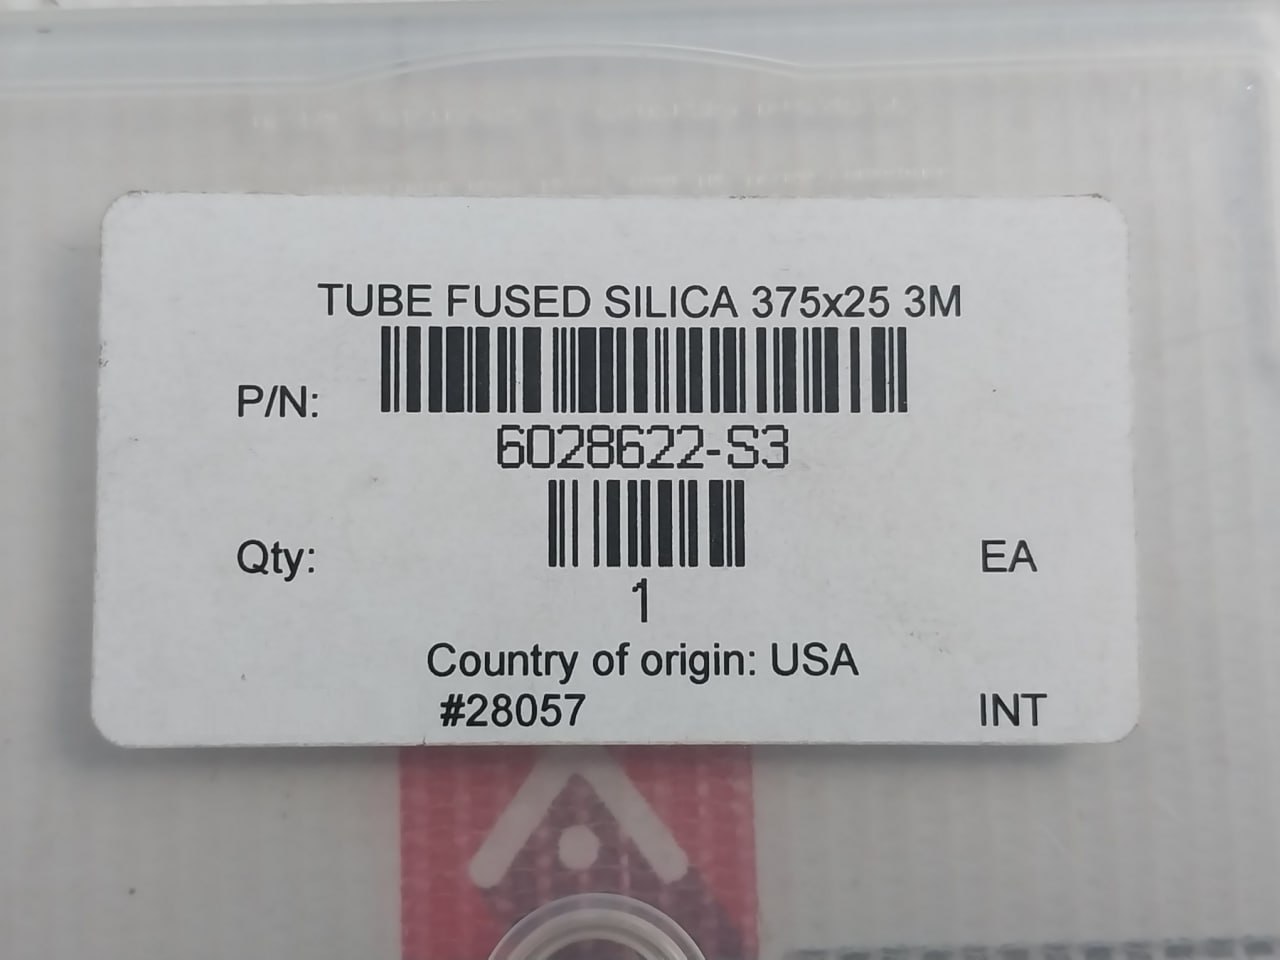 TUBE FUSED SILICA 375x25 3M
P/N:
6028622-S3
Qty:
EA
1
Country of origin: USA
#28057
INT